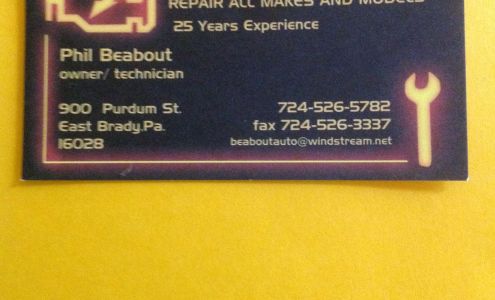 REPAIR ALL MAKES AND MODELS
25 Years Experience
Phil Beabout
owner/ technician
900 Purdum St.
East Brady,Pa.
16028
724-526-5782
fax 724-526-3337
beaboutauto@windstream.net